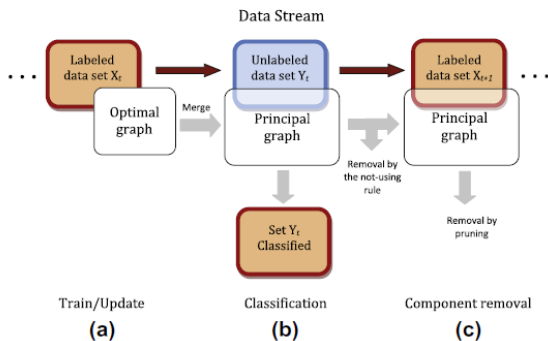 Data Stream
Labeled
data set Xt
Optimal
graph
Merge
Unlabeled
data set Yt
Principal
graph
Set Yt
Classified
Removal by
the not-using
rule
Labeled
data set Xt+1
Principal
graph
Removal by
pruning
Train/Update
Classification
Component removal
(a)
(b)
(c)